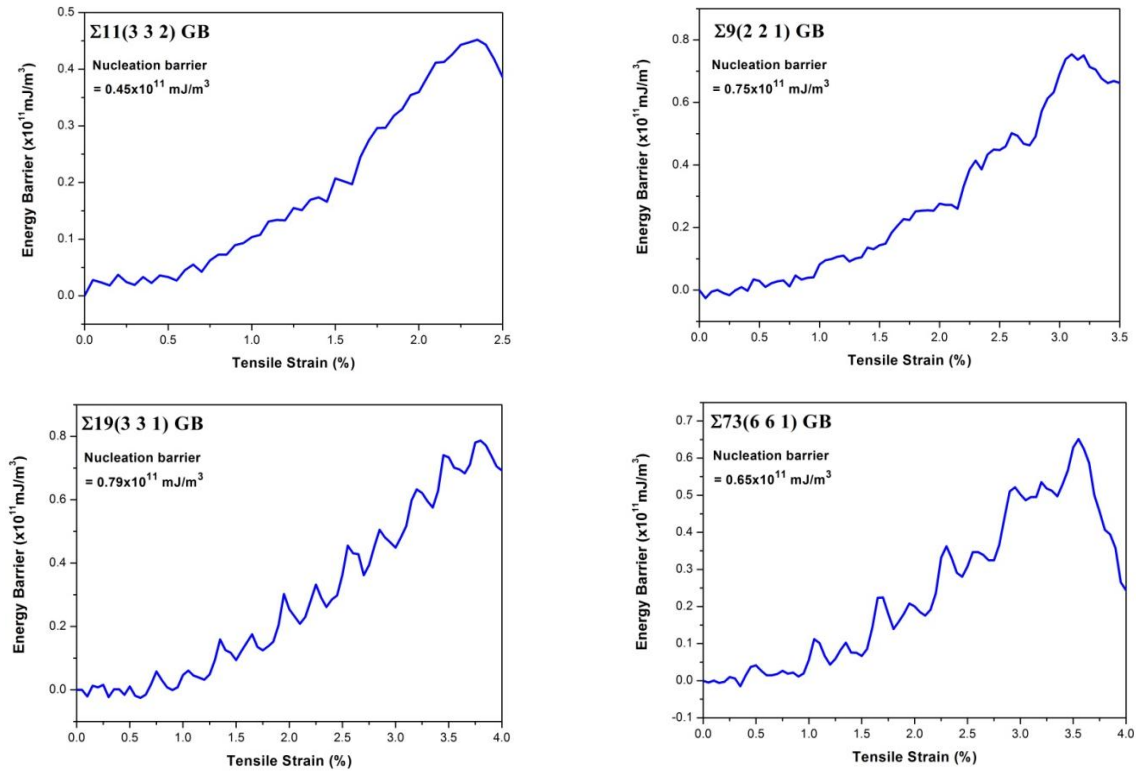 Σ11(3 3 2) GB
Nucleation barrier
= 0.45x10¹¹ mJ/m³
Energy Barrier (x10¹¹mJ/m³)
0.5
0.4
0.3
0.2
0.1
0.0
0.0 0.5 1.0 1.5 2.0 2.5
Tensile Strain (%)
Σ9(2 2 1) GB
Nucleation barrier
= 0.75x10¹¹ mJ/m³
Energy Barrier (x10¹¹mJ/m³)
0.8
0.6
0.4
0.2
0.0
0.0 0.5 1.0 1.5 2.0 2.5 3.0 3.5
Tensile Strain (%)
Σ19(3 3 1) GB
Nucleation barrier
= 0.79x10¹¹ mJ/m³
Energy Barrier (x10¹¹mJ/m³)
0.8
0.6
0.4
0.2
0.0
0.0 0.5 1.0 1.5 2.0 2.5 3.0 3.5 4.0
Tensile Strain (%)
Σ73(6 6 1) GB
Nucleation barrier
= 0.65x10¹¹ mJ/m³
Energy Barrier (x10¹¹mJ/m³)
0.7
0.6
0.5
0.4
0.3
0.2
0.1
0.0
-0.1
0.0 0.5 1.0 1.5 2.0 2.5 3.0 3.5 4.0
Tensile Strain (%)